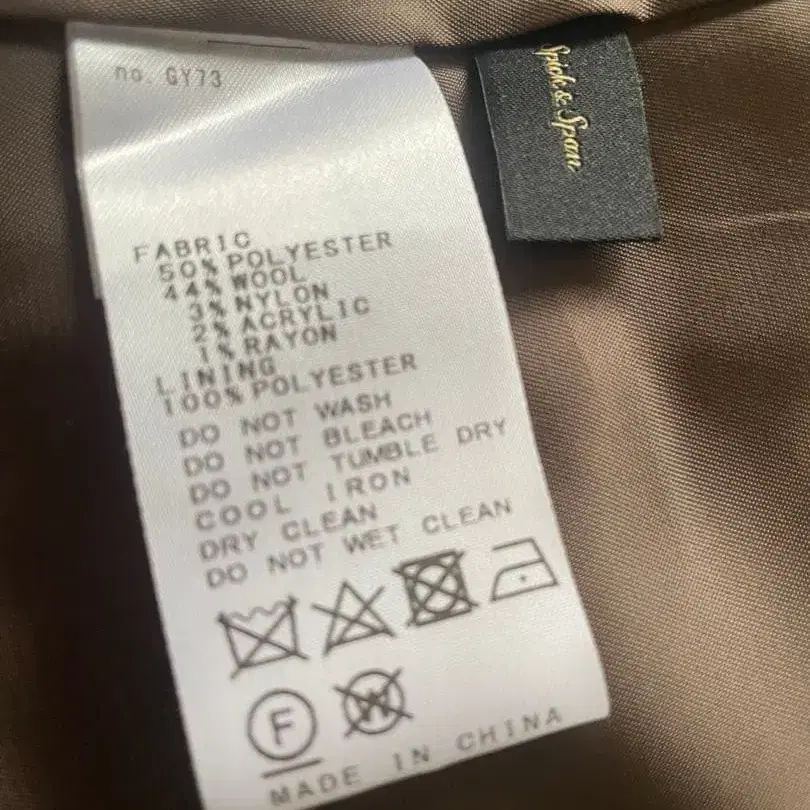 no. GY73
Spick & Span
FABRIC
50% POLYESTER
44% WOOL
3% NYLON
2% ACRYLIC
1% RAYON
LINING
100% POLYESTER
DO NOT WASH
DO NOT BLEACH
DO NOT TUMBLE DRY
COOL IRON
DRY CLEAN
DO NOT WET CLEAN
F W
MADE IN CHINA